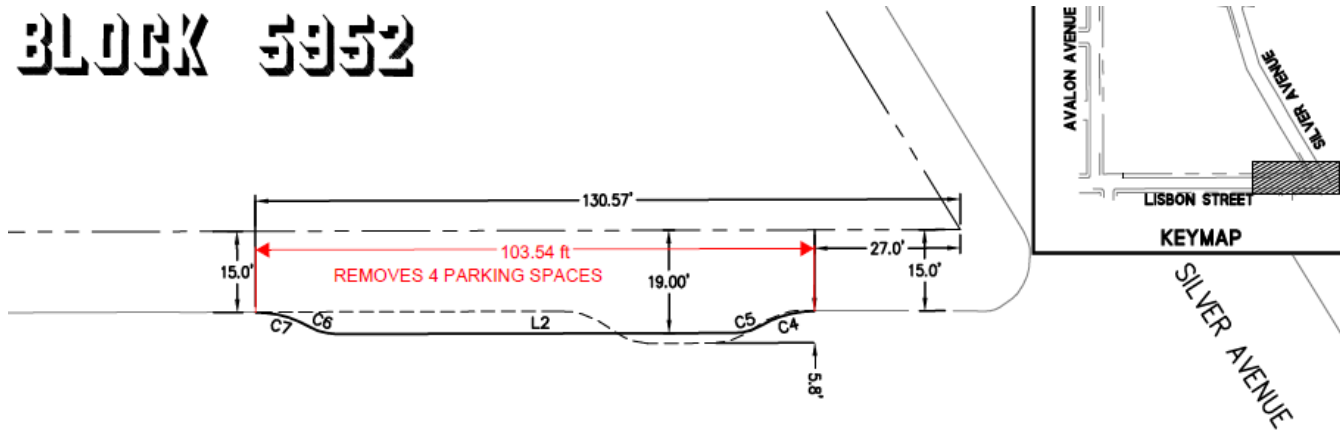 BLOCK 5952
130.57'
103.54 ft
REMOVES 4 PARKING SPACES
15.0'
19.00'
27.0'
15.0'
C7
C6
L2
C5
C4
5.8'
AVALON AVENUE
SILVER AVENUE
LISBON STREET
KEYMAP
SILVER AVENUE